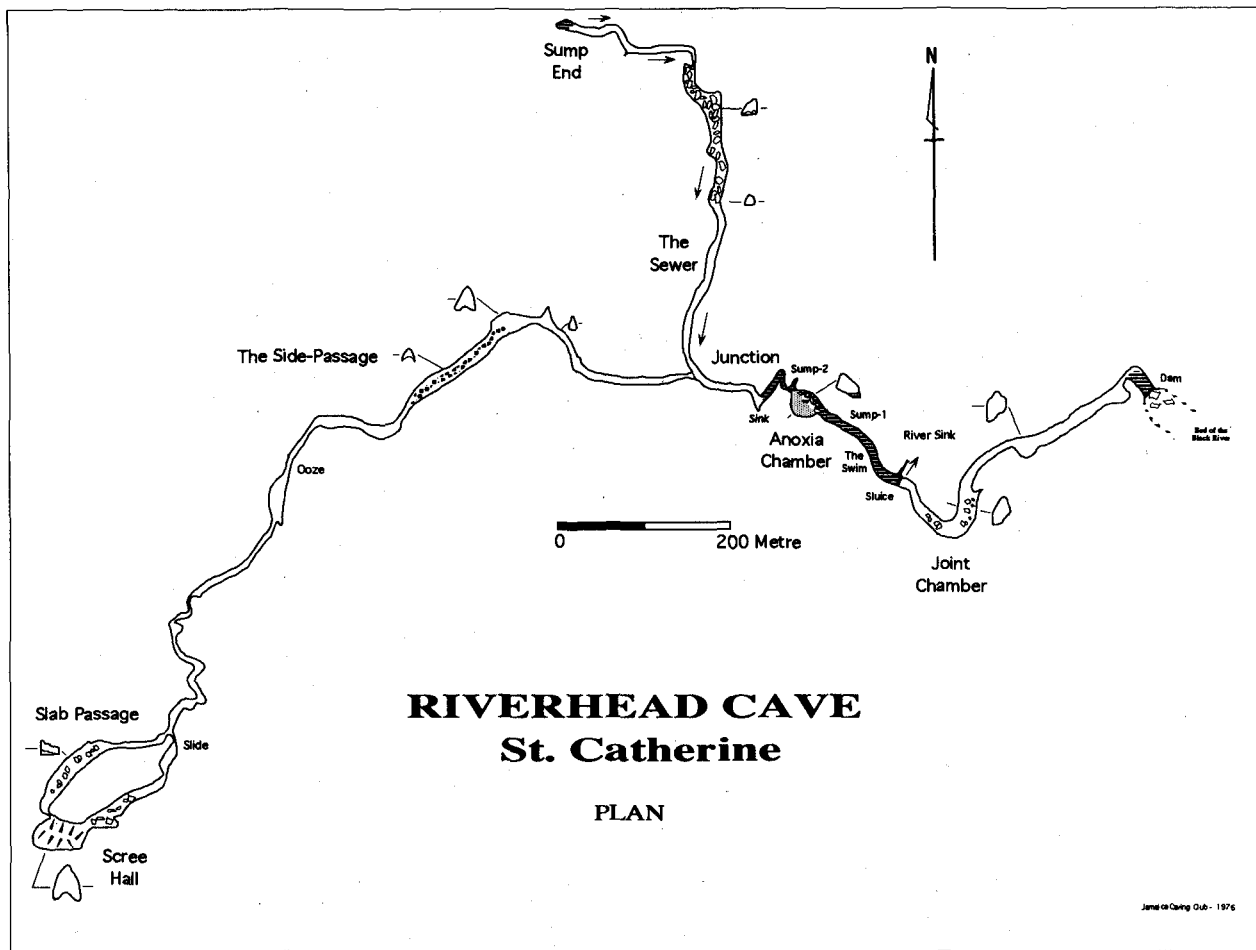 Sump
End
N
The
Sewer
Junction
The Side-Passage
Sump-2
Dam
Sink
Sump-1
Bed of the
Black River
Anoxia
Chamber
River Sink
The
Swim
Ooze
Sluice
0
200 Metre
Joint
Chamber
RIVERHEAD CAVE
St. Catherine
PLAN
Slab Passage
Slide
Scree
Hall
Jamaica Caving Club - 1976